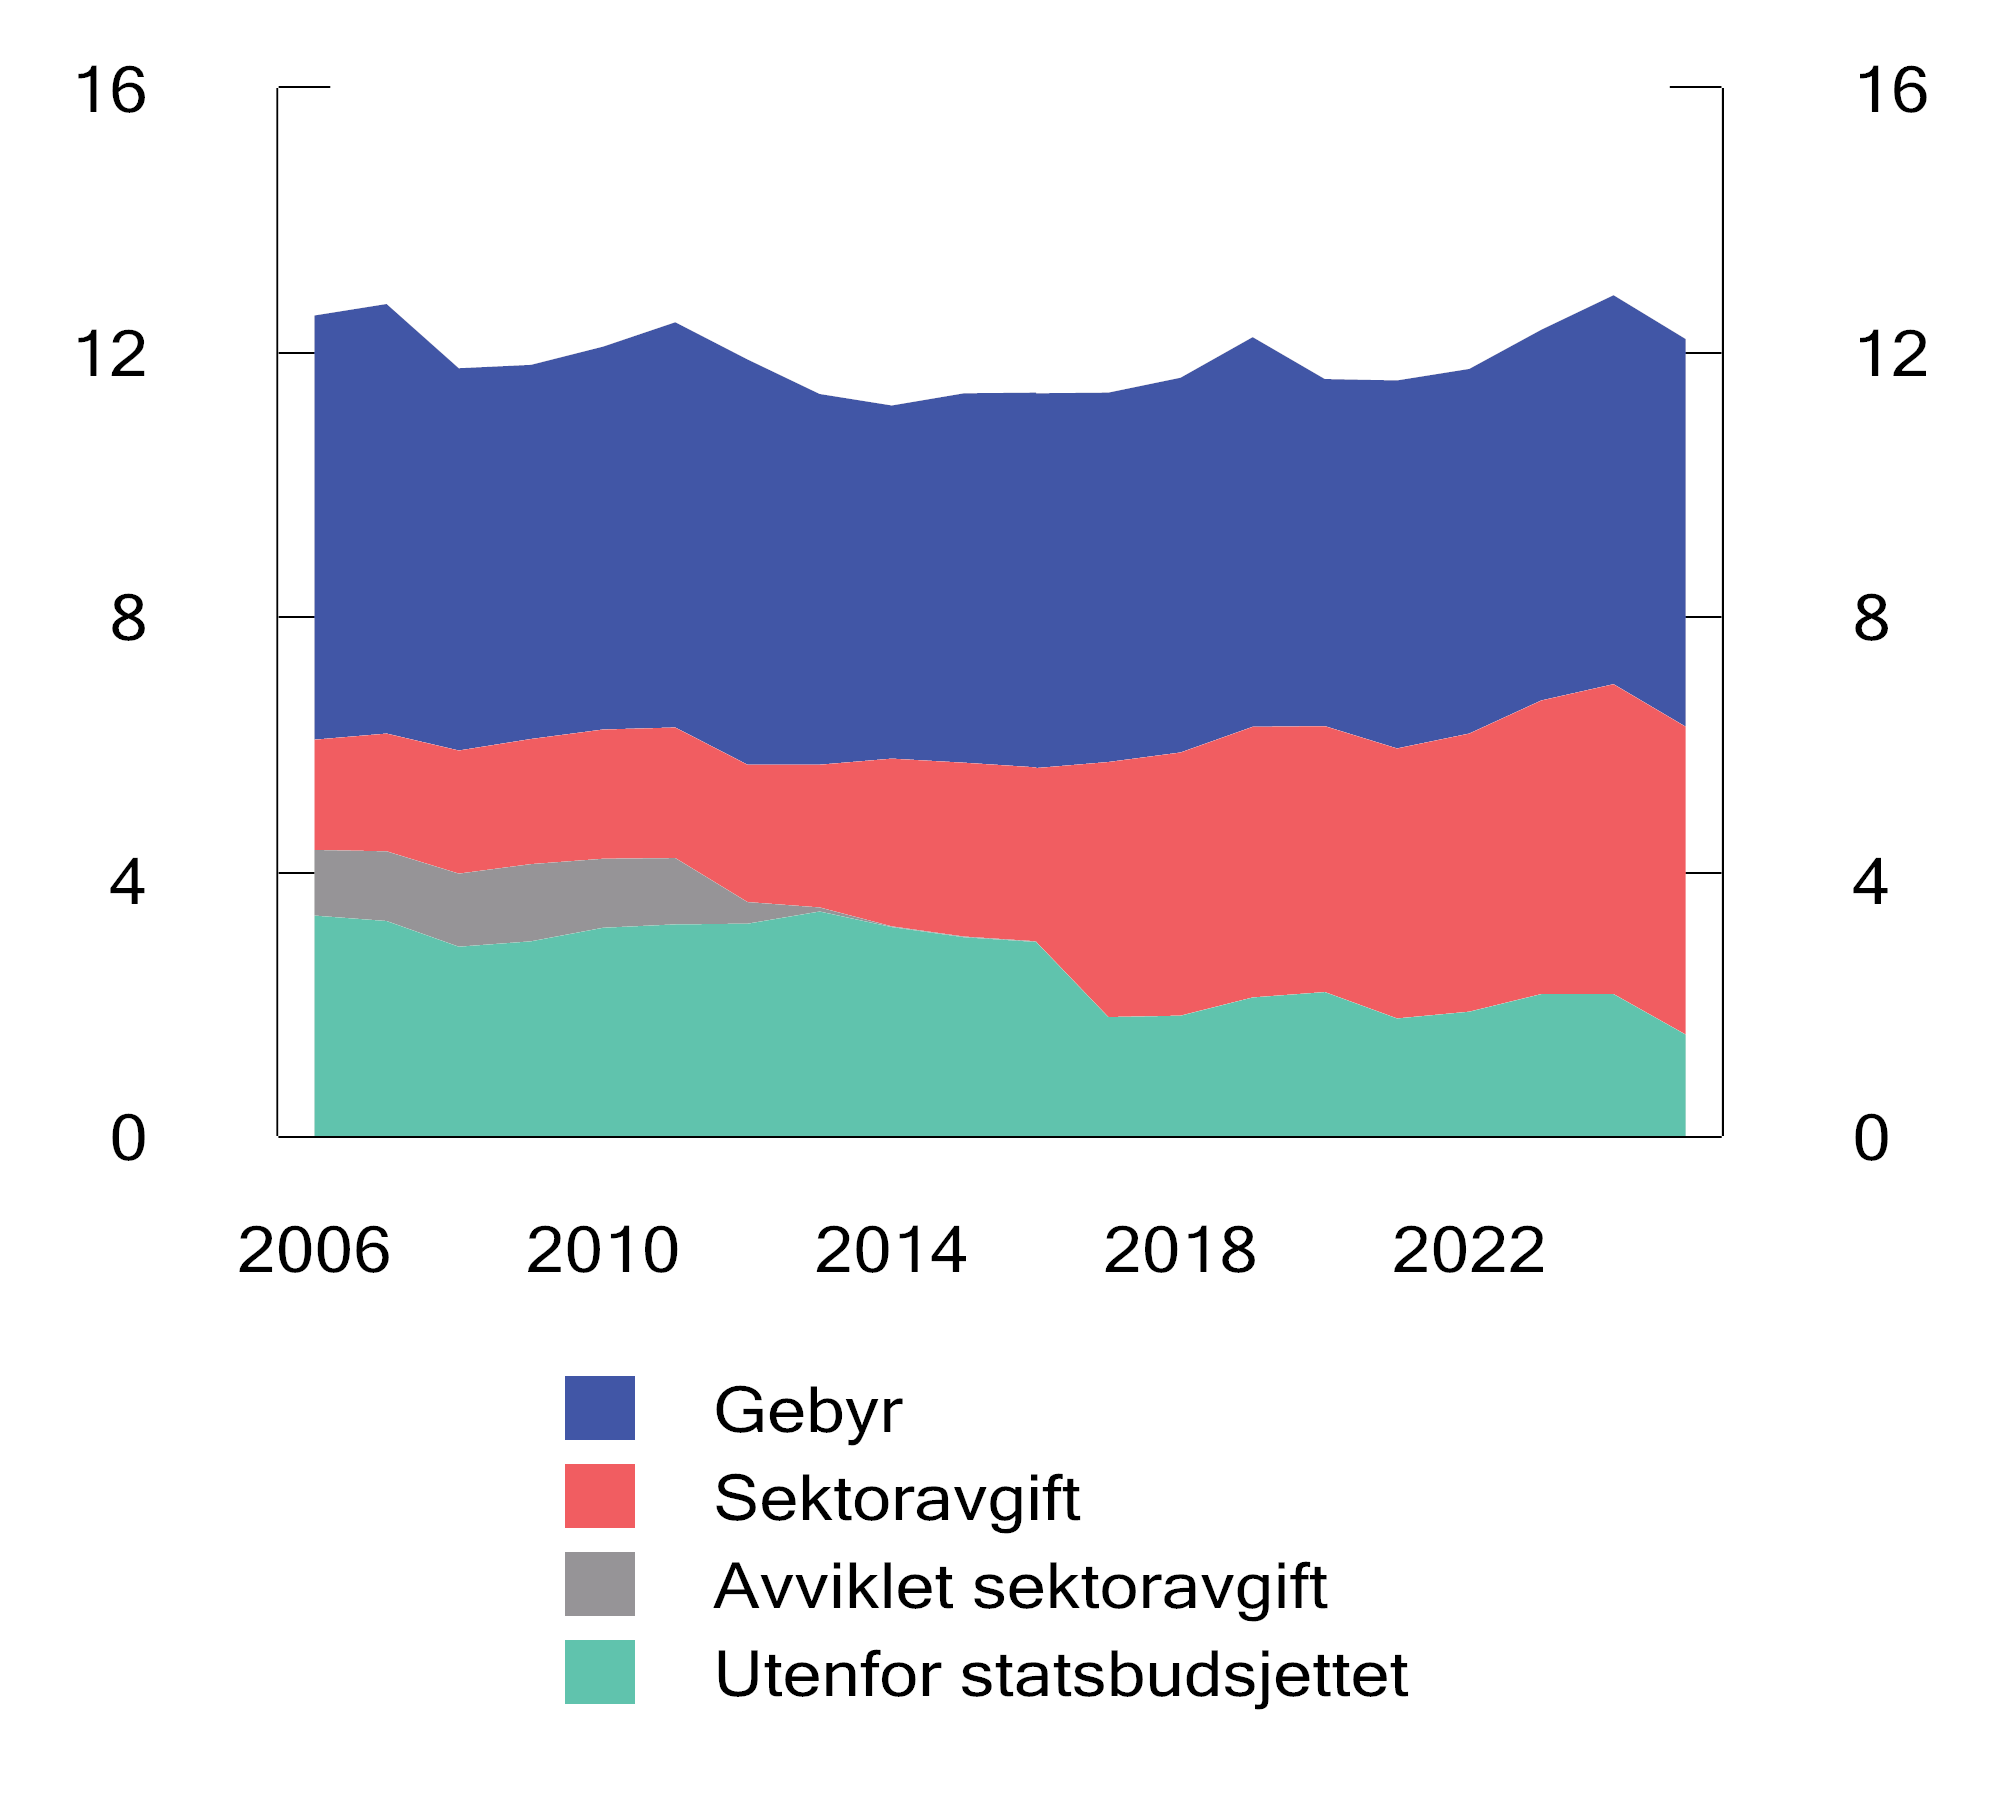 16 16
12 12
8 8
4 4
0 0
2006 2010 2014 2018 2022
Gebyr
Sektoravgift
Avviklet sektoravgift
Utenfor statsbudsjettet